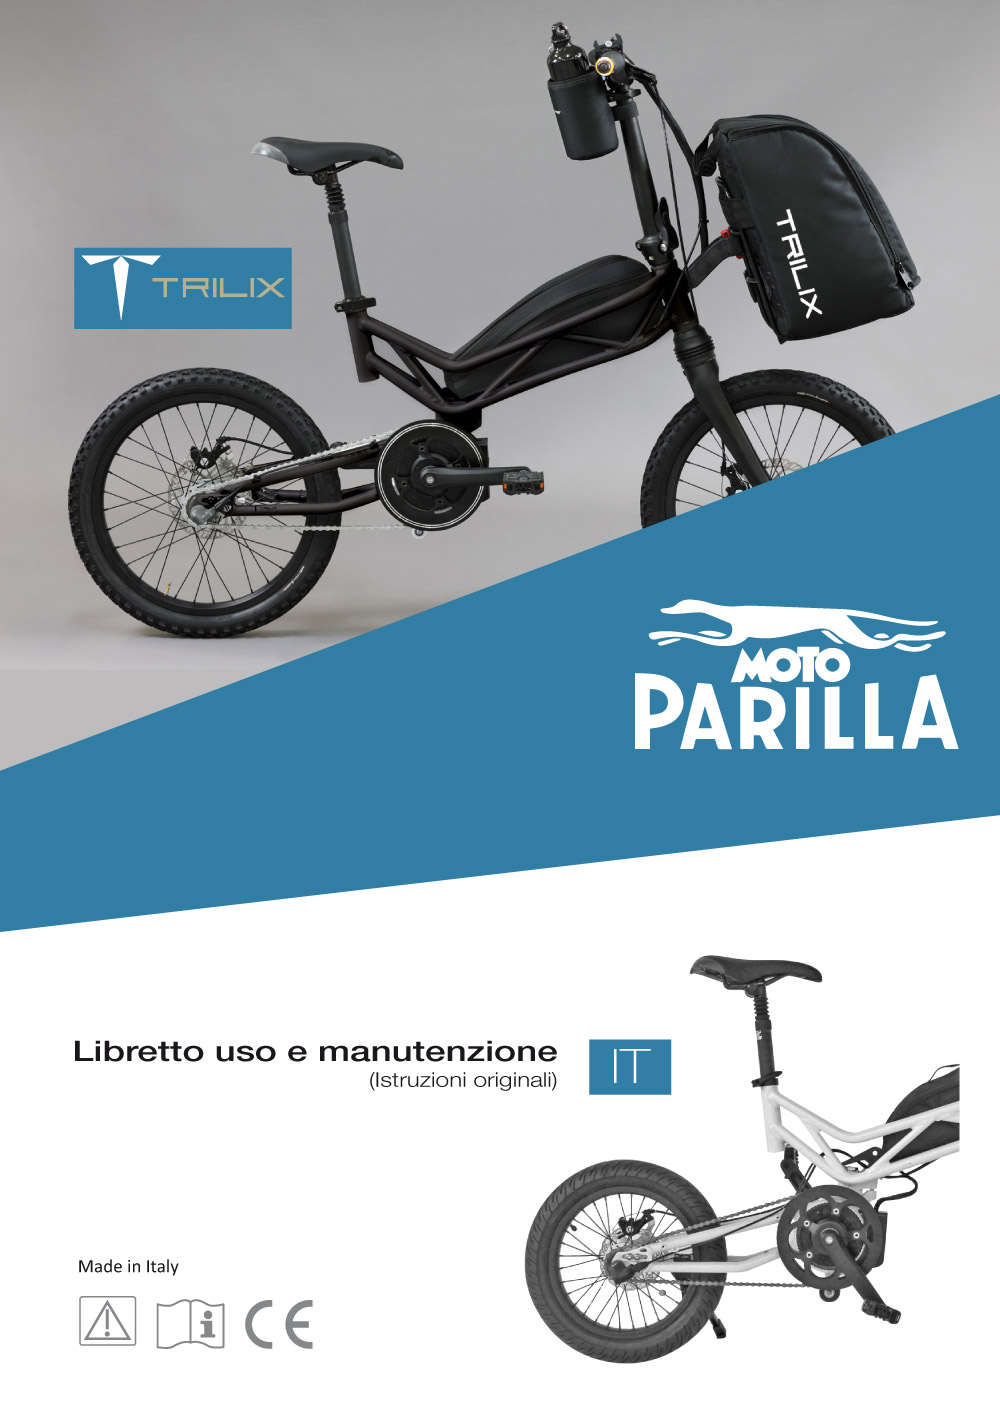 TRILIX
TRILIX
MOTO
PARILLA
Libretto uso e manutenzione
(Istruzioni originali)
IT
Made in Italy
CE